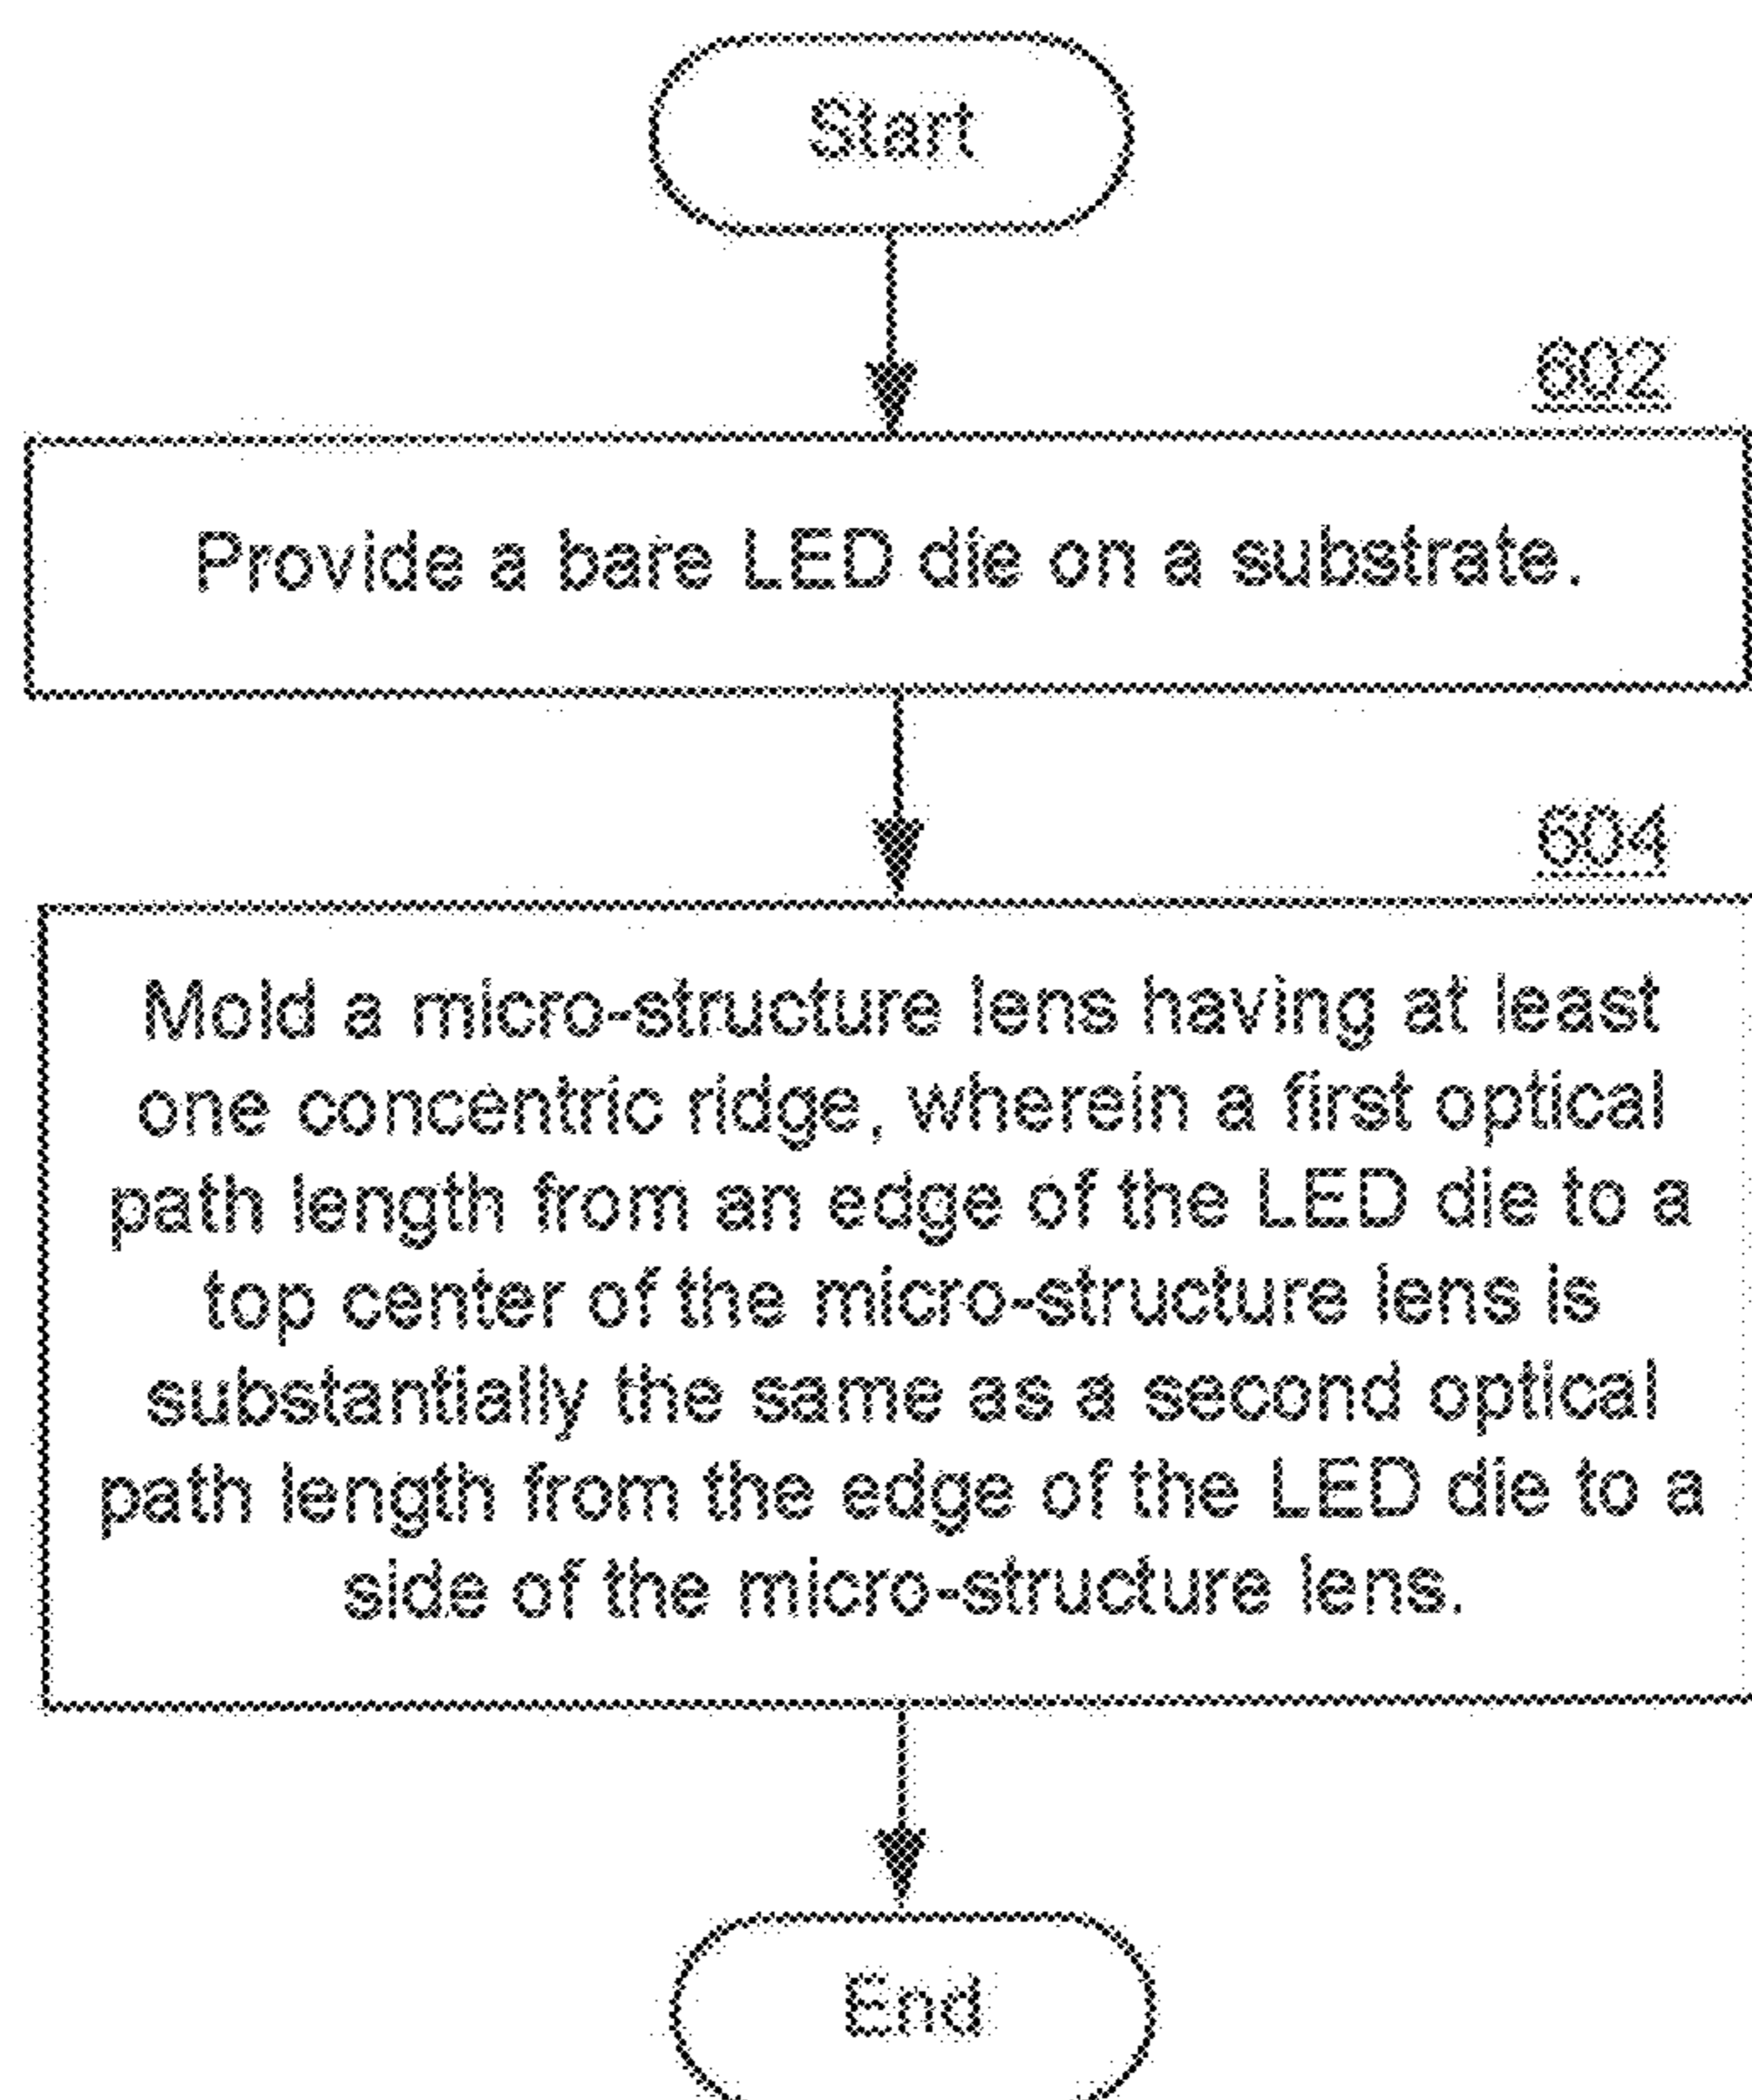 Start
602
Provide a bare LED die on a substrate.
604
Mold a micro-structure lens having at least
one concentric ridge, wherein a first optical
path length from an edge of the LED die to a
top center of the micro-structure lens is
substantially the same as a second optical
path length from the edge of the LED die to a
side of the micro-structure lens.
End